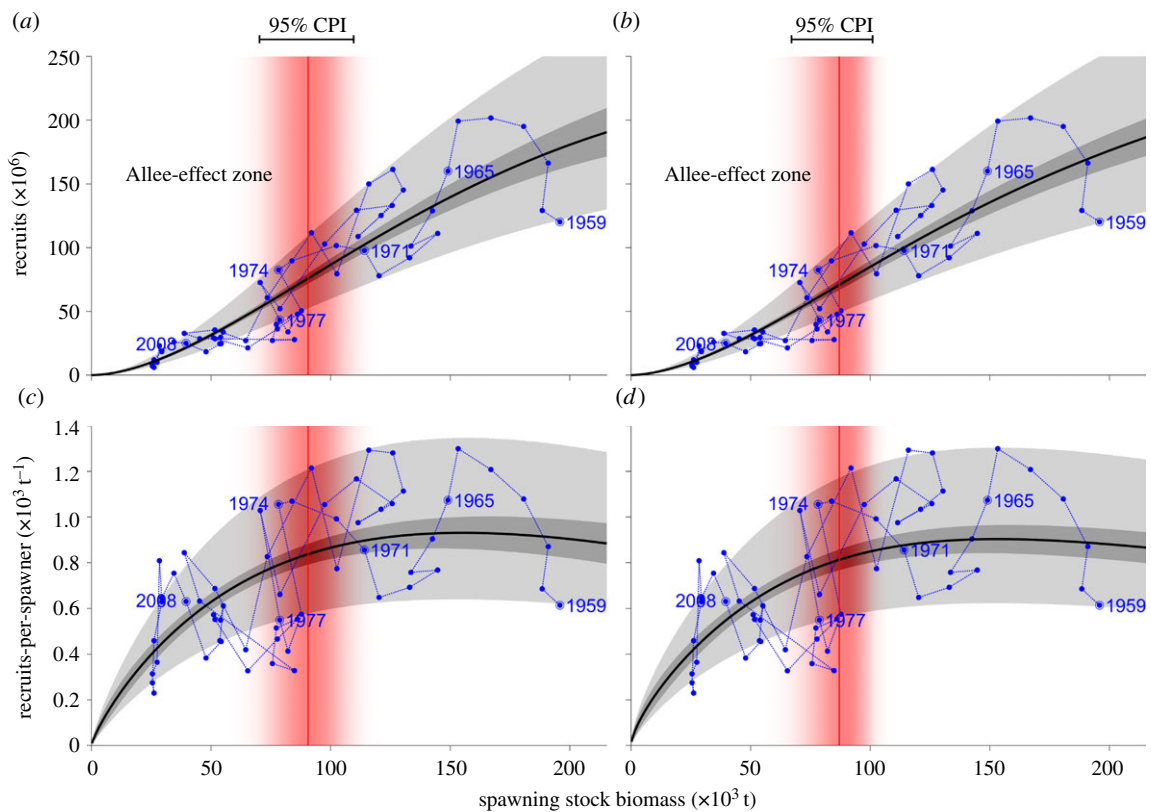 (a)
95% CPI
(b)
95% CPI
250
200
150
100
50
0
recruits (×10⁶)
Allee-effect zone
1965
1959
1971
1974
1977
2008
Allee-effect zone
1965
1959
1971
1974
1977
2008
(c)
(d)
1.4
1.2
1.0
0.8
0.6
0.4
0.2
0
recruits-per-spawner (×10³ t⁻¹)
1974
1965
1971
2008
1977
1959
1974
1965
1971
2008
1977
1959
0 50 100 150 200
0 50 100 150 200
spawning stock biomass (×10³ t)